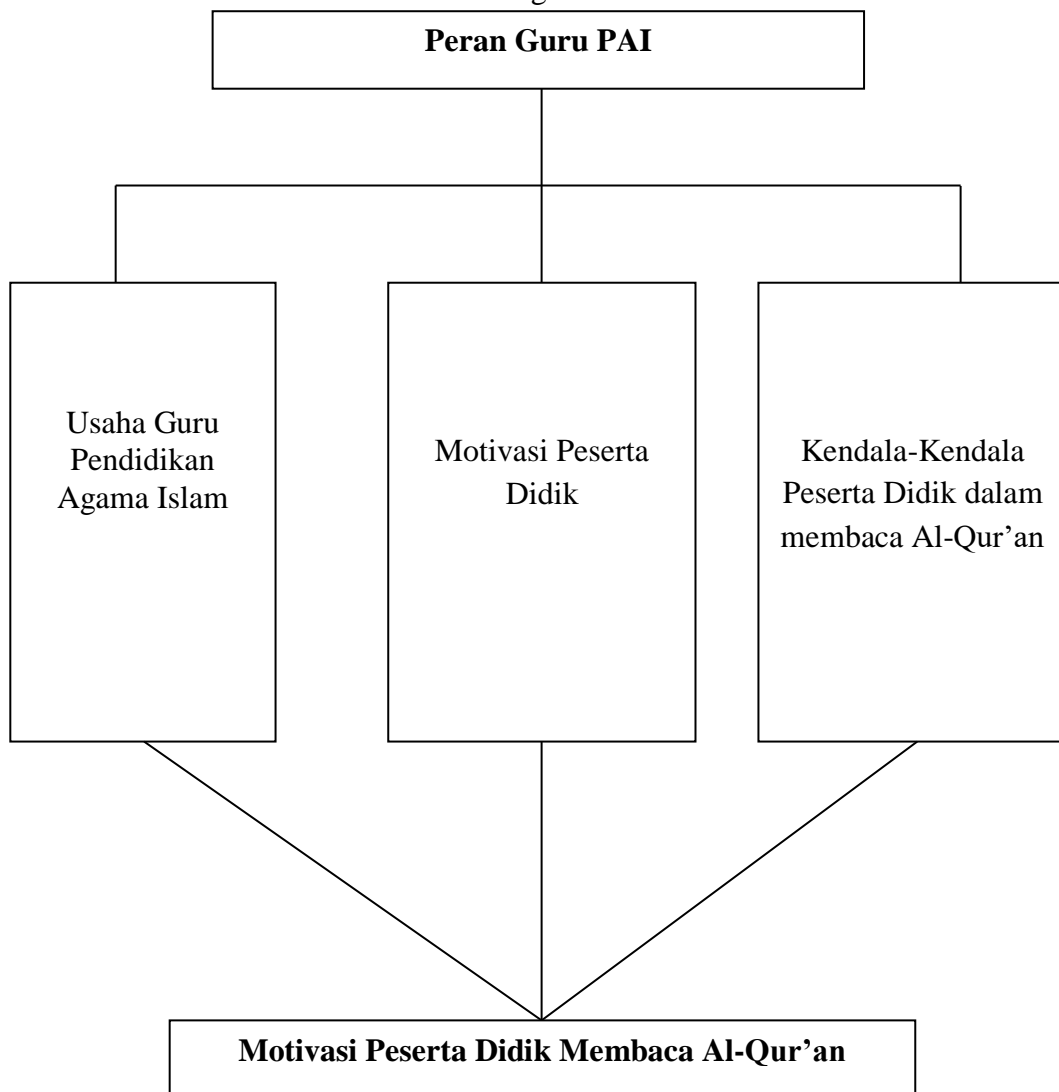 Peran Guru PAI
Usaha Guru
Pendidikan
Agama Islam
Motivasi Peserta
Didik
Kendala-Kendala
Peserta Didik dalam
membaca Al-Qur’an
Motivasi Peserta Didik Membaca Al-Qur’an